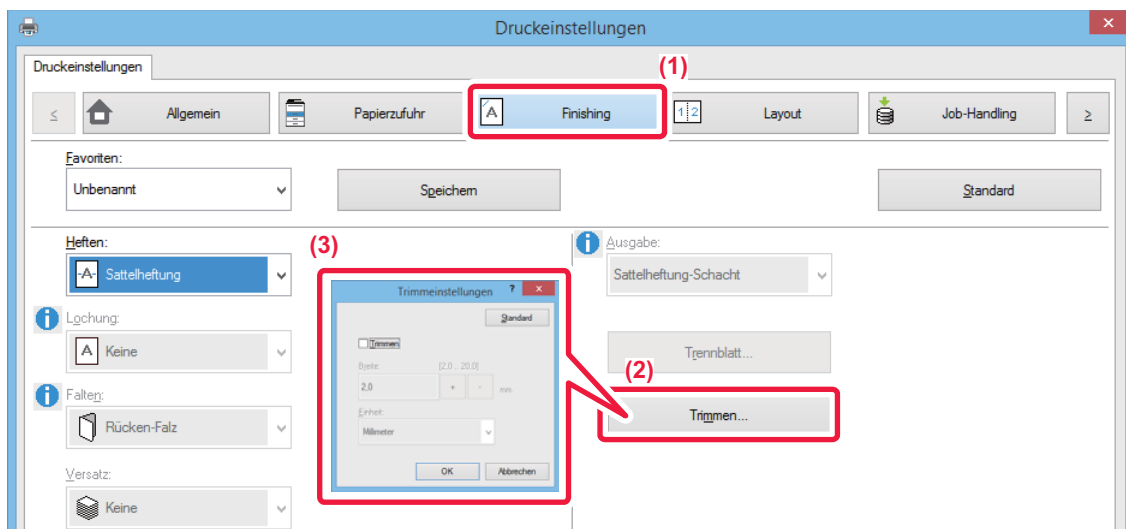 Druckeinstellungen
Druckeinstellungen
(1)
≤ Allgemein Papierzufuhr A Finishing 1 2 Layout Job-Handling ≥
Favoriten:
Unbenannt Speichern Standard
Heften:
-A- Sattelheftung
Lochung:
A Keine
Falten:
Rücken-Falz
Versatz:
Keine
(3)
Trimmeinstellungen ? x
Standard
Trimmen
Breite: [2.0 .. 20.0]
2.0 + - mm.
Einheit:
Millimeter
OK Abbrechen
Ausgabe:
Sattelheftung-Schacht
Trennblatt...
(2)
Trimmen...